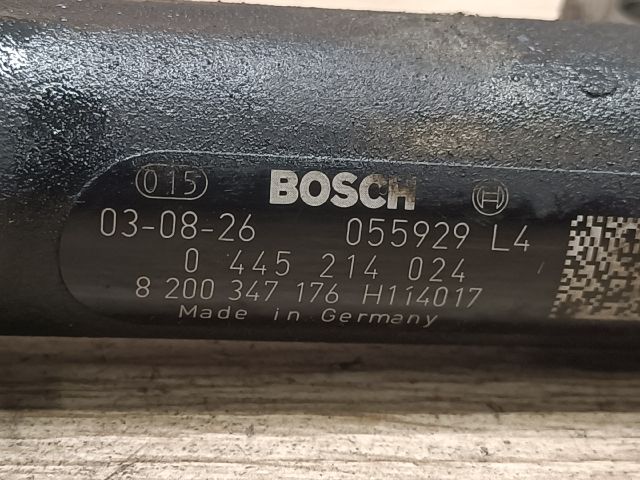 015 BOSCH
03-08-26 055929 L4
0 445 214 024
8 200 347 176 H114017
Made in Germany